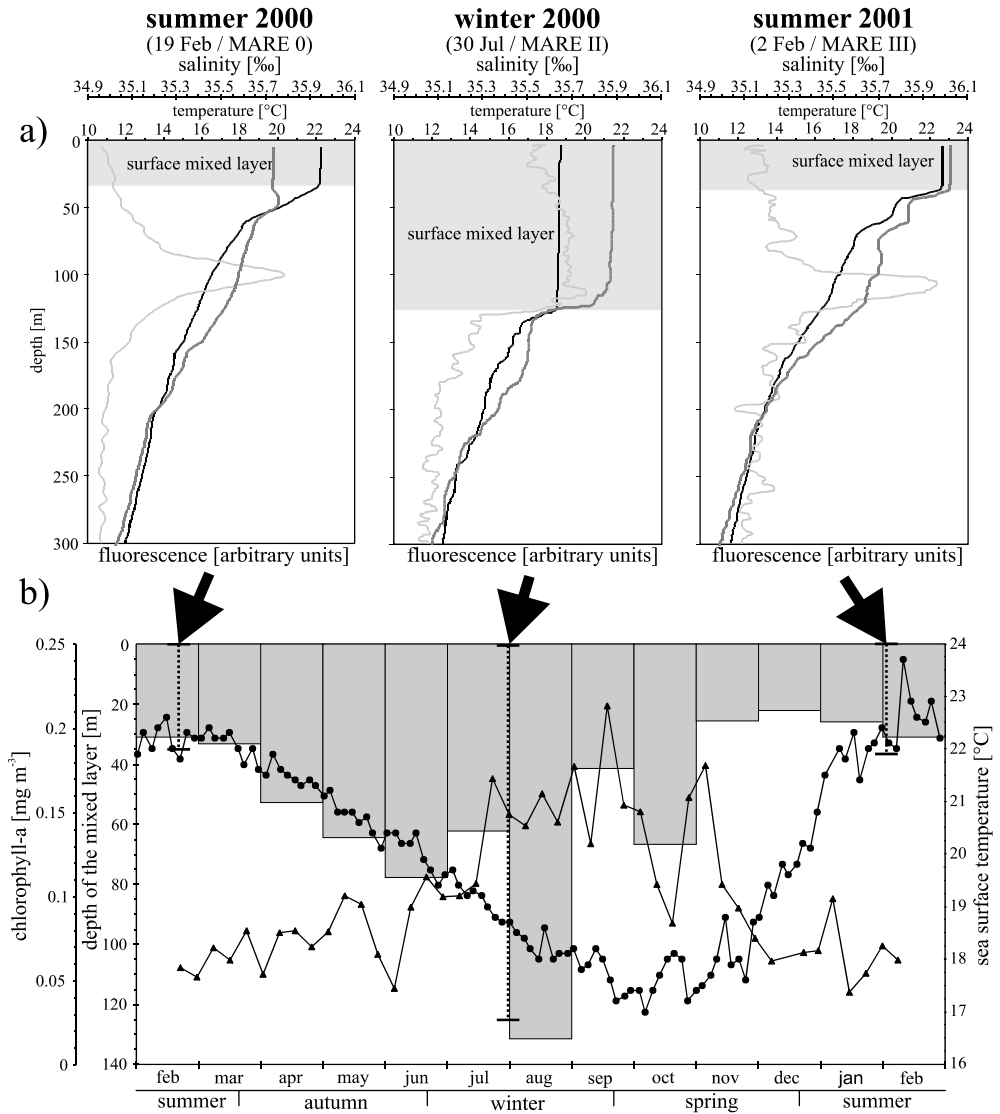 summer 2000 winter 2000 summer 2001
(19 Feb / MARE 0) (30 Jul / MARE II) (2 Feb / MARE III)
salinity [‰] salinity [‰] salinity [‰]
34.9 35.1 35.3 35.5 35.7 35.9 36.1 34.9 35.1 35.3 35.5 35.7 35.9 36.1 34.9 35.1 35.3 35.5 35.7 35.9 36.1
temperature [°C] temperature [°C] temperature [°C]
a) 10 12 14 16 18 20 22 24 10 12 14 16 18 20 22 24 10 12 14 16 18 20 22 24
0
surface mixed layer surface mixed layer
50
surface mixed layer
100
depth [m]
150
200
250
300
fluorescence [arbitrary units] fluorescence [arbitrary units] fluorescence [arbitrary units]
b)
0.25 0 24
20 23
0.2 22
40
0.15 21
60
20
80
0.1 19
100 18
0.05
120 17
0 140 16
chlorophyll-a [mg m-3]
depth of the mixed layer [m]
sea surface temperature [°C]
feb mar apr may jun jul aug sep oct nov dec jan feb
summer autumn winter spring summer